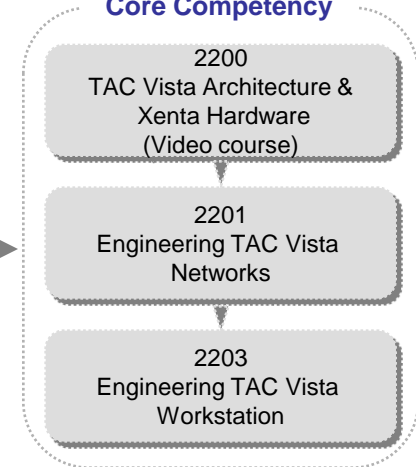 Core Competency
2200
TAC Vista Architecture &
Xenta Hardware
(Video course)
2201
Engineering TAC Vista
Networks
2203
Engineering TAC Vista
Workstation